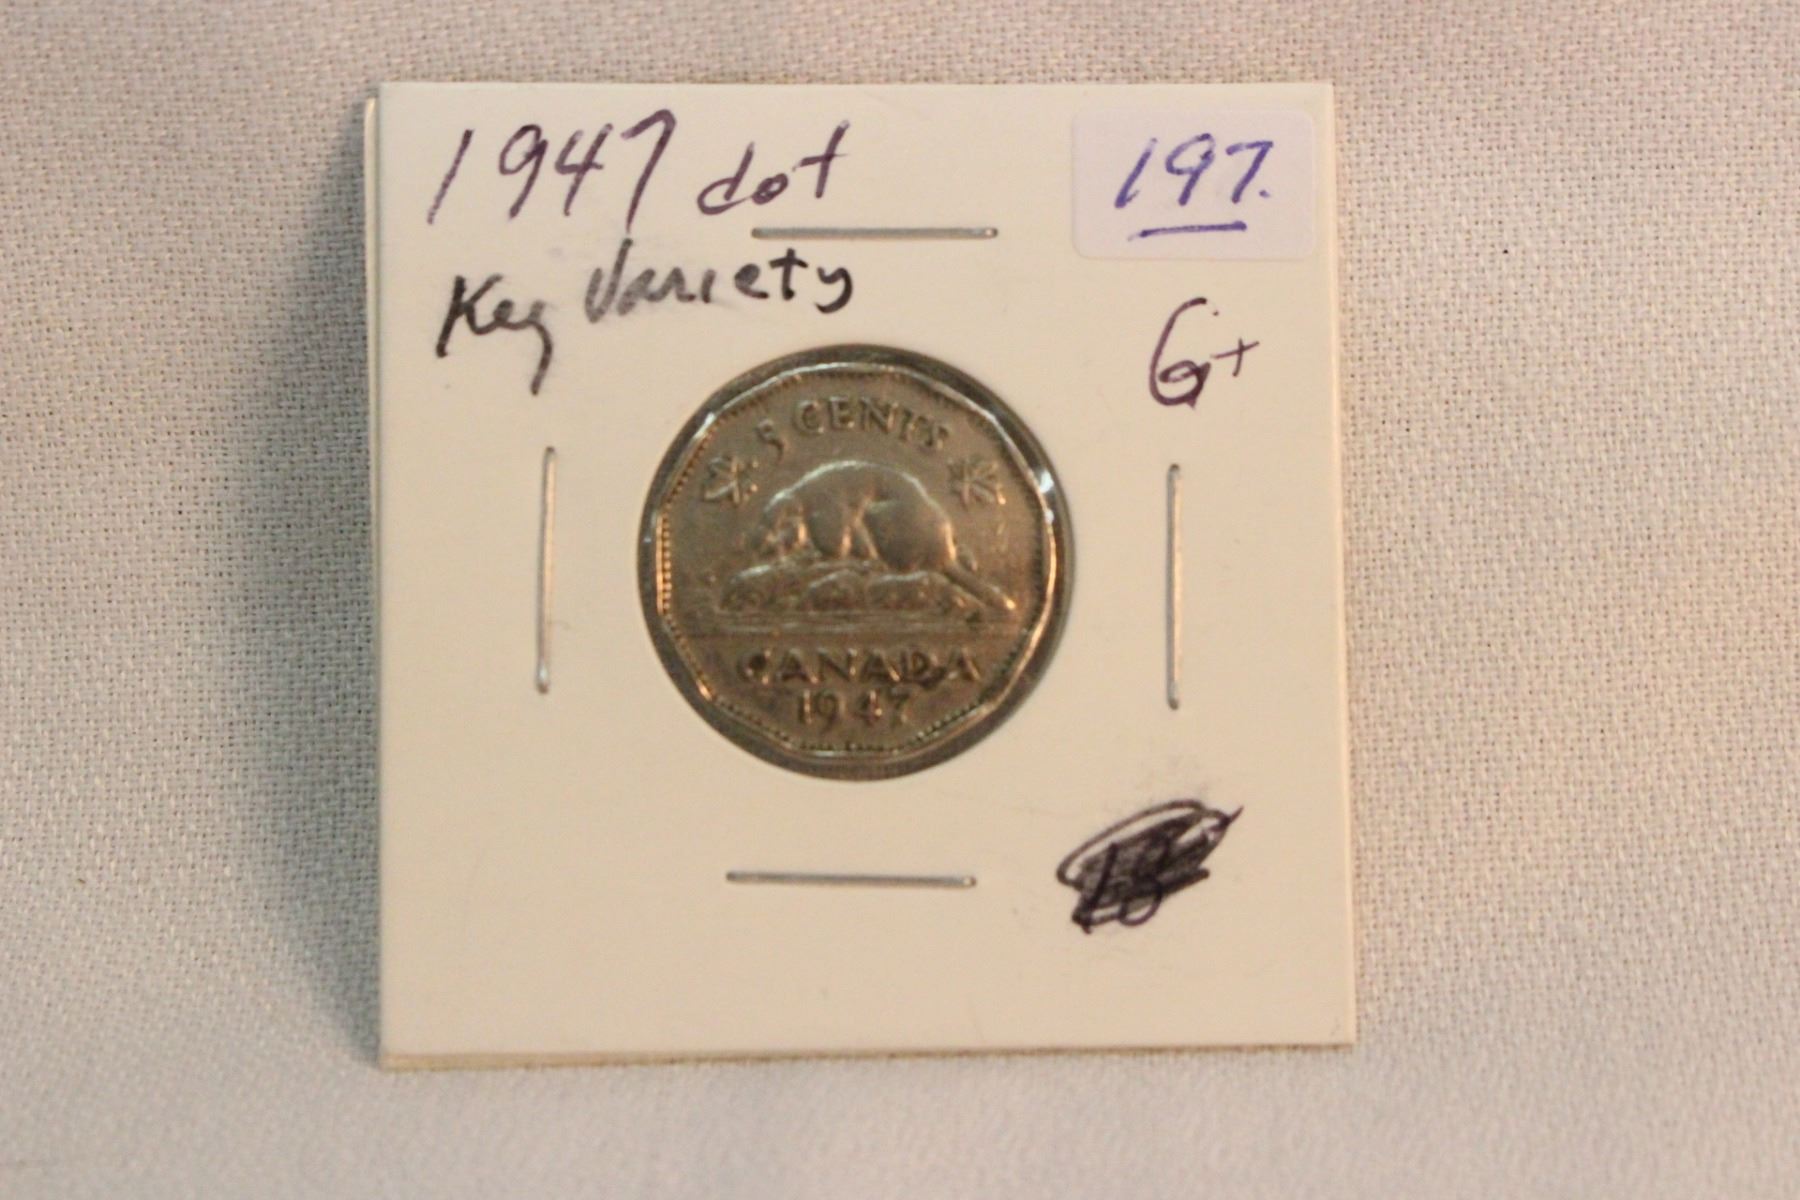 1947 dot
197.
Key Variety
G+
5 CENTS
CANADA
1947